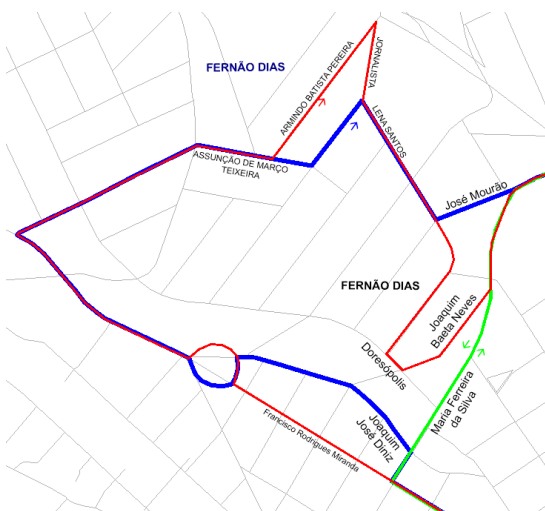 FERNÃO DIAS
ARMINDO BATISTA PEREIRA
JORNALISTA
LENA SANTOS
ASSUNÇÃO DE MARÇO
TEIXEIRA
José Mourão
FERNÃO DIAS
Joaquim
Baeta Neves
Doresópolis
Maria Ferreira
da Silva
Joaquim
José Diniz
Francisco Rodrigues Miranda